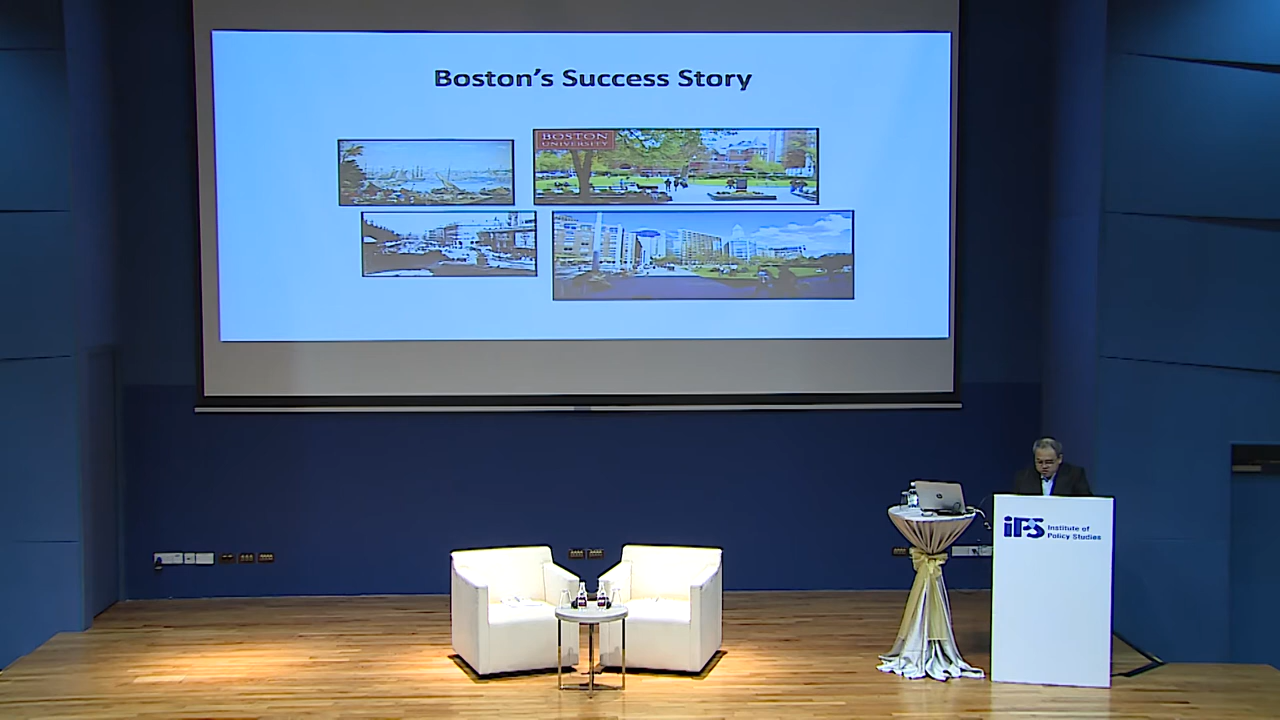 Boston's Success Story
BOSTON
UNIVERSITY
iPS Institute of
Policy Studies